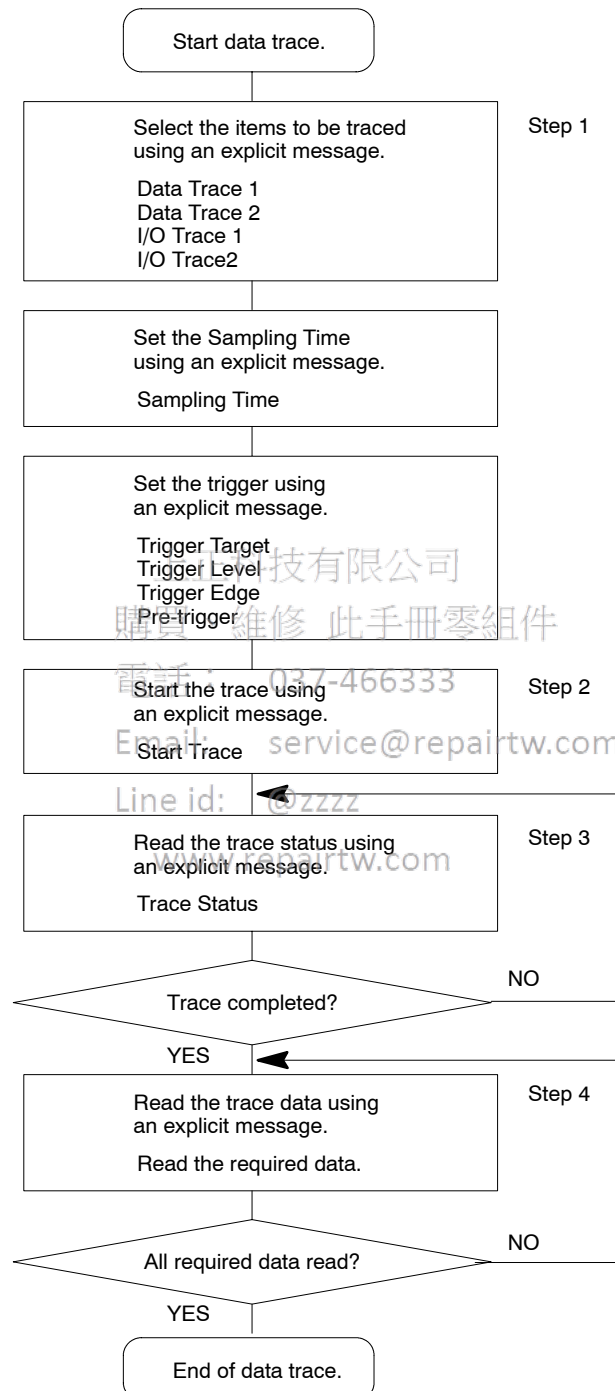 Start data trace.
Select the items to be traced
using an explicit message.
Step 1
Data Trace 1
Data Trace 2
I/O Trace 1
I/O Trace2
Set the Sampling Time
using an explicit message.
Sampling Time
Set the trigger using
an explicit message.
Trigger Target
Trigger Level
Trigger Edge
Pre-trigger
正科技有限公司
購買 維修 此手冊零組件
電話： 037-466333
Start the trace using
an explicit message.
Step 2
Start Trace
Email: service@repairtw.com
Line id: @zzzz
Read the trace status using
an explicit message.
Step 3
www.repairtw.com
Trace Status
Trace completed?
NO
YES
Read the trace data using
an explicit message.
Step 4
Read the required data.
All required data read?
NO
YES
End of data trace.